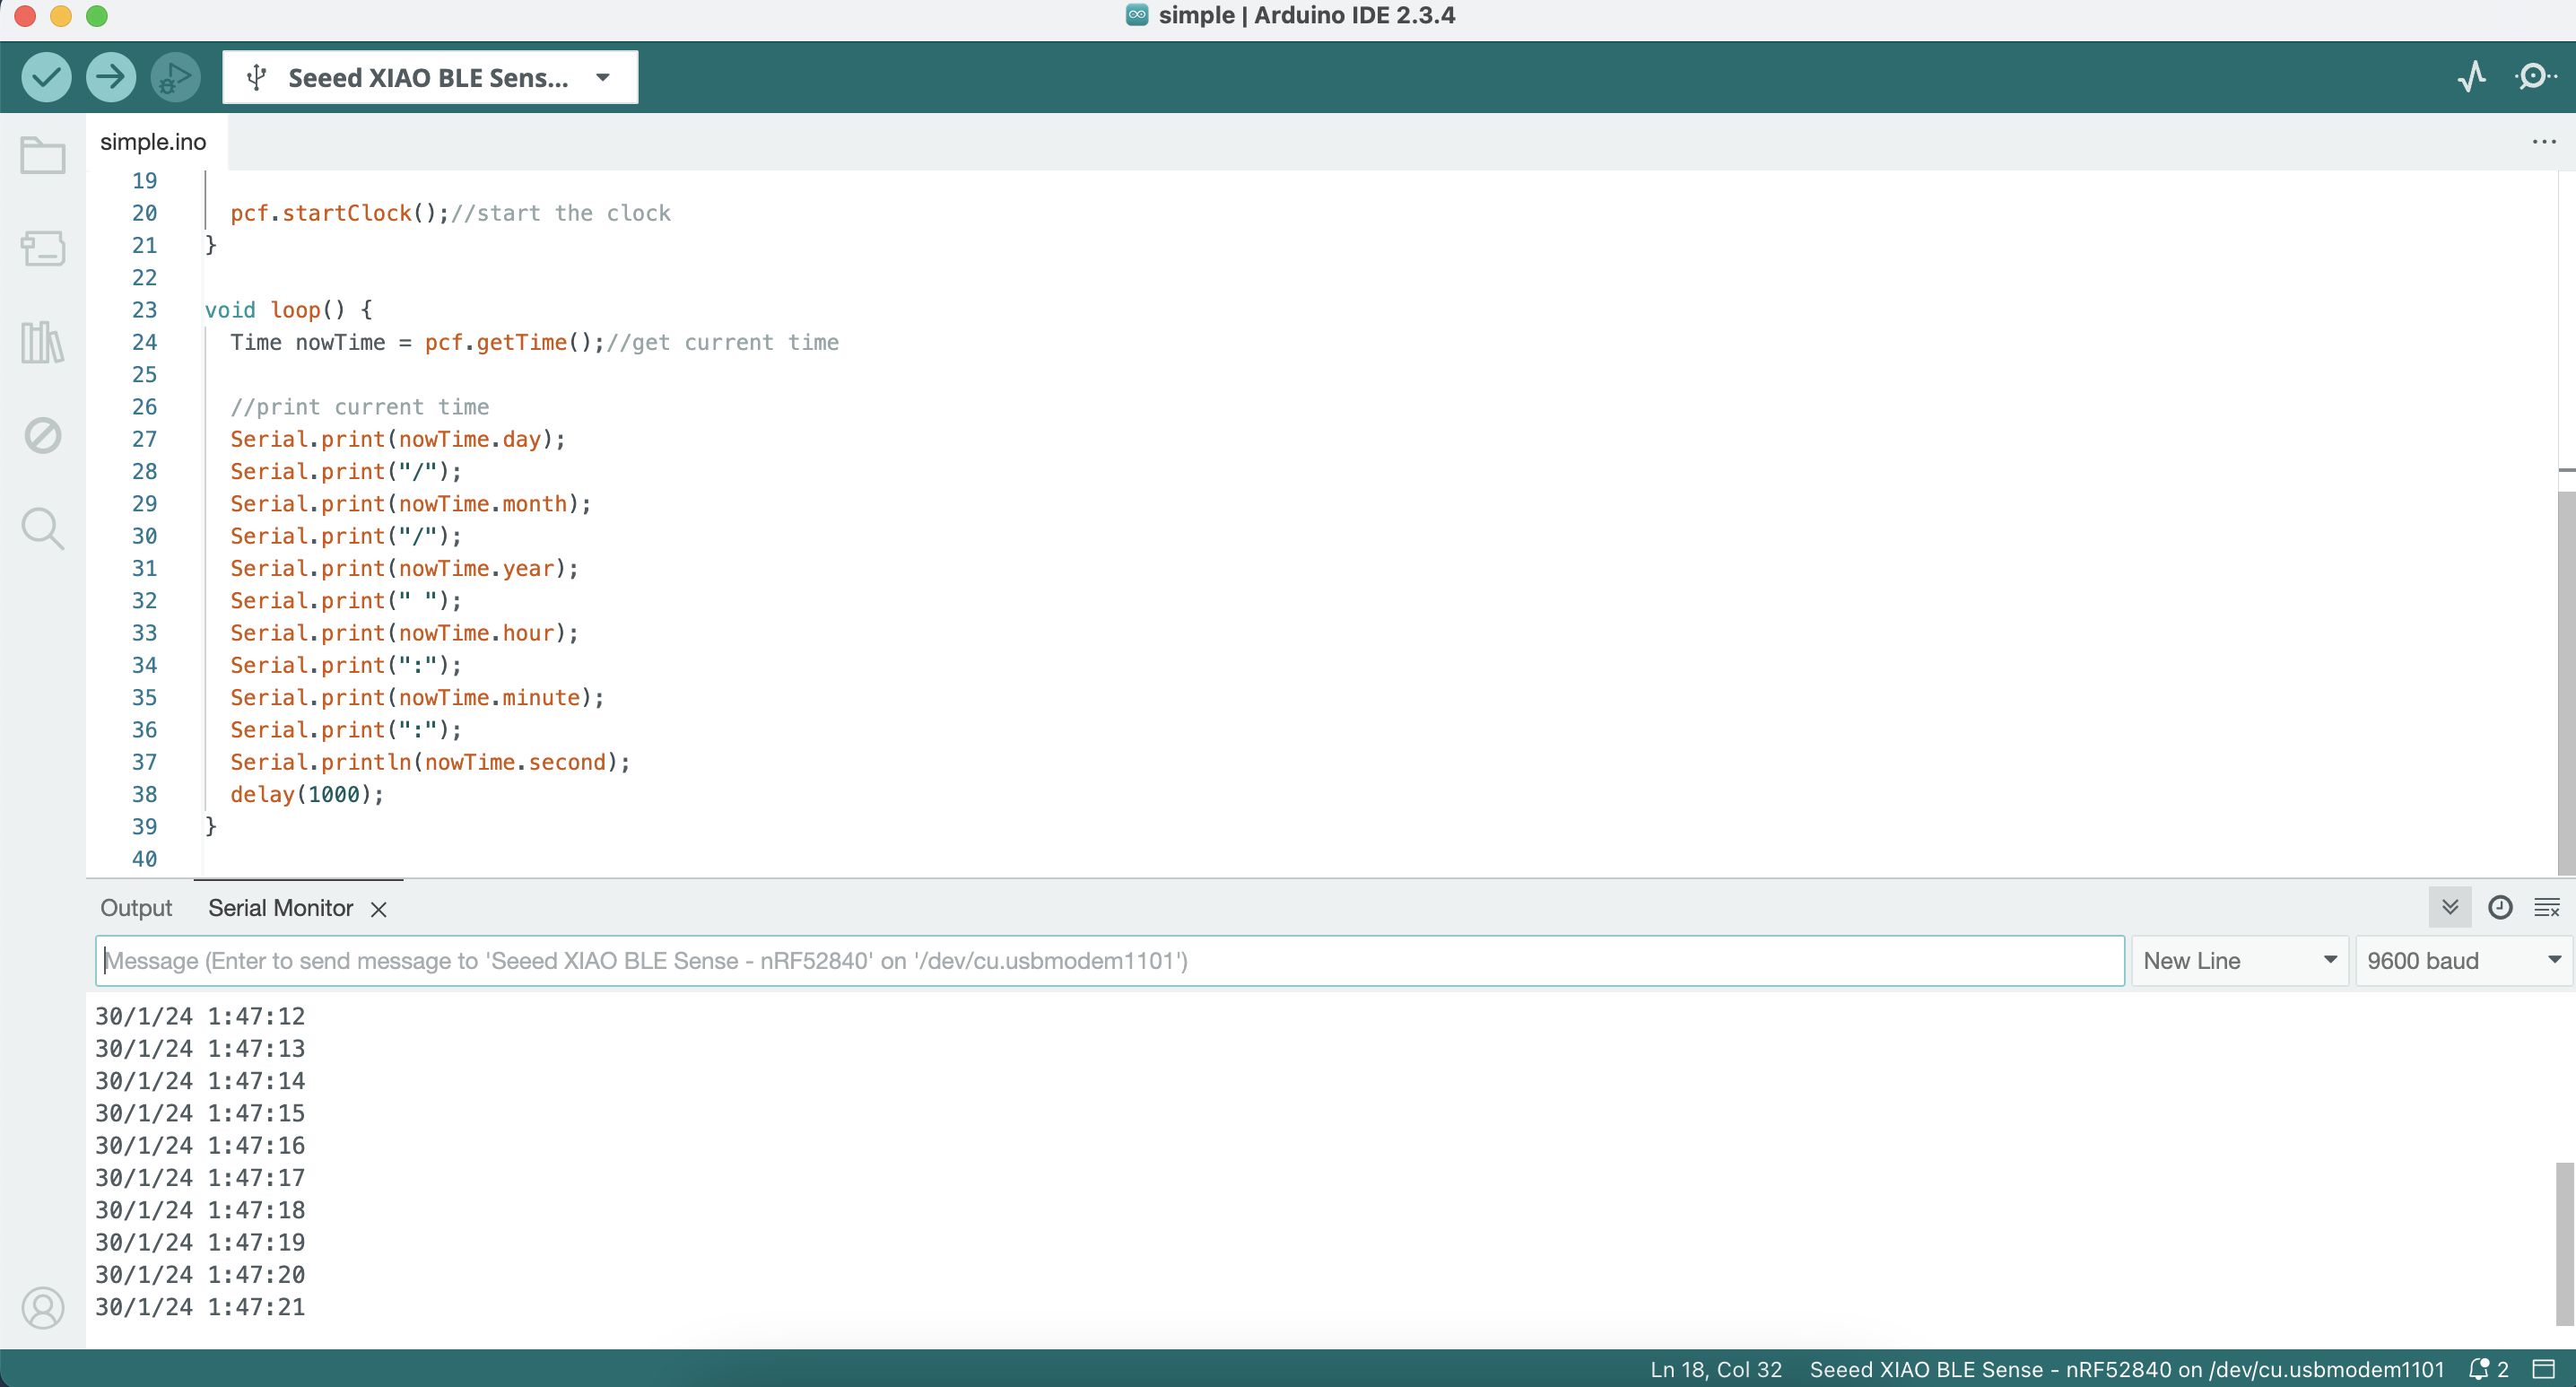 simple | Arduino IDE 2.3.4
Seeed XIAO BLE Sens...
simple.ino
19
20 pcf.startClock();//start the clock
21 }
22
23 void loop() {
24 Time nowTime = pcf.getTime();//get current time
25
26 //print current time
27 Serial.print(nowTime.day);
28 Serial.print("/");
29 Serial.print(nowTime.month);
30 Serial.print("/");
31 Serial.print(nowTime.year);
32 Serial.print(" ");
33 Serial.print(nowTime.hour);
34 Serial.print(":");
35 Serial.print(nowTime.minute);
36 Serial.print(":");
37 Serial.println(nowTime.second);
38 delay(1000);
39 }
40
Output Serial Monitor
Message (Enter to send message to 'Seeed XIAO BLE Sense - nRF52840' on '/dev/cu.usbmodem1101') New Line 9600 baud
30/1/24 1:47:12
30/1/24 1:47:13
30/1/24 1:47:14
30/1/24 1:47:15
30/1/24 1:47:16
30/1/24 1:47:17
30/1/24 1:47:18
30/1/24 1:47:19
30/1/24 1:47:20
30/1/24 1:47:21
Ln 18, Col 32 Seeed XIAO BLE Sense - nRF52840 on /dev/cu.usbmodem1101 2